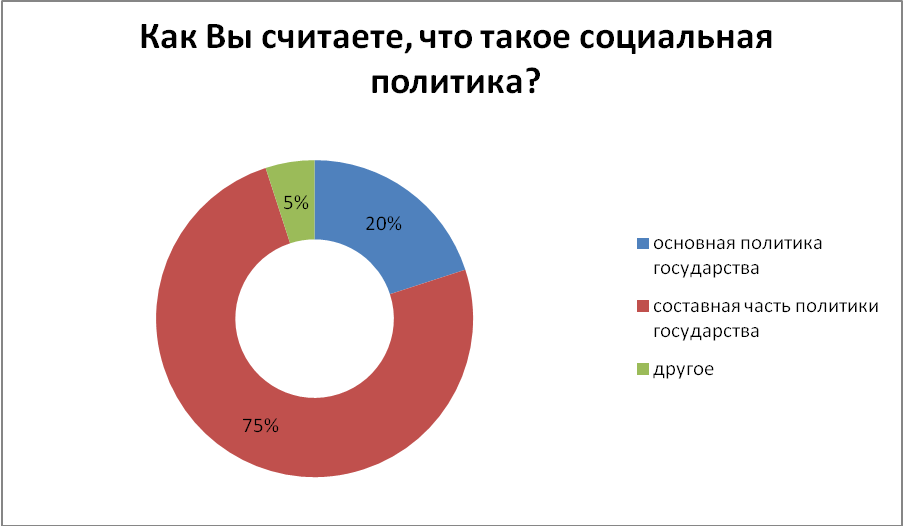 Как Вы считаете, что такое социальная
политика?
5%
20%
75%
основная политика
государства
составная часть политики
государства
другое